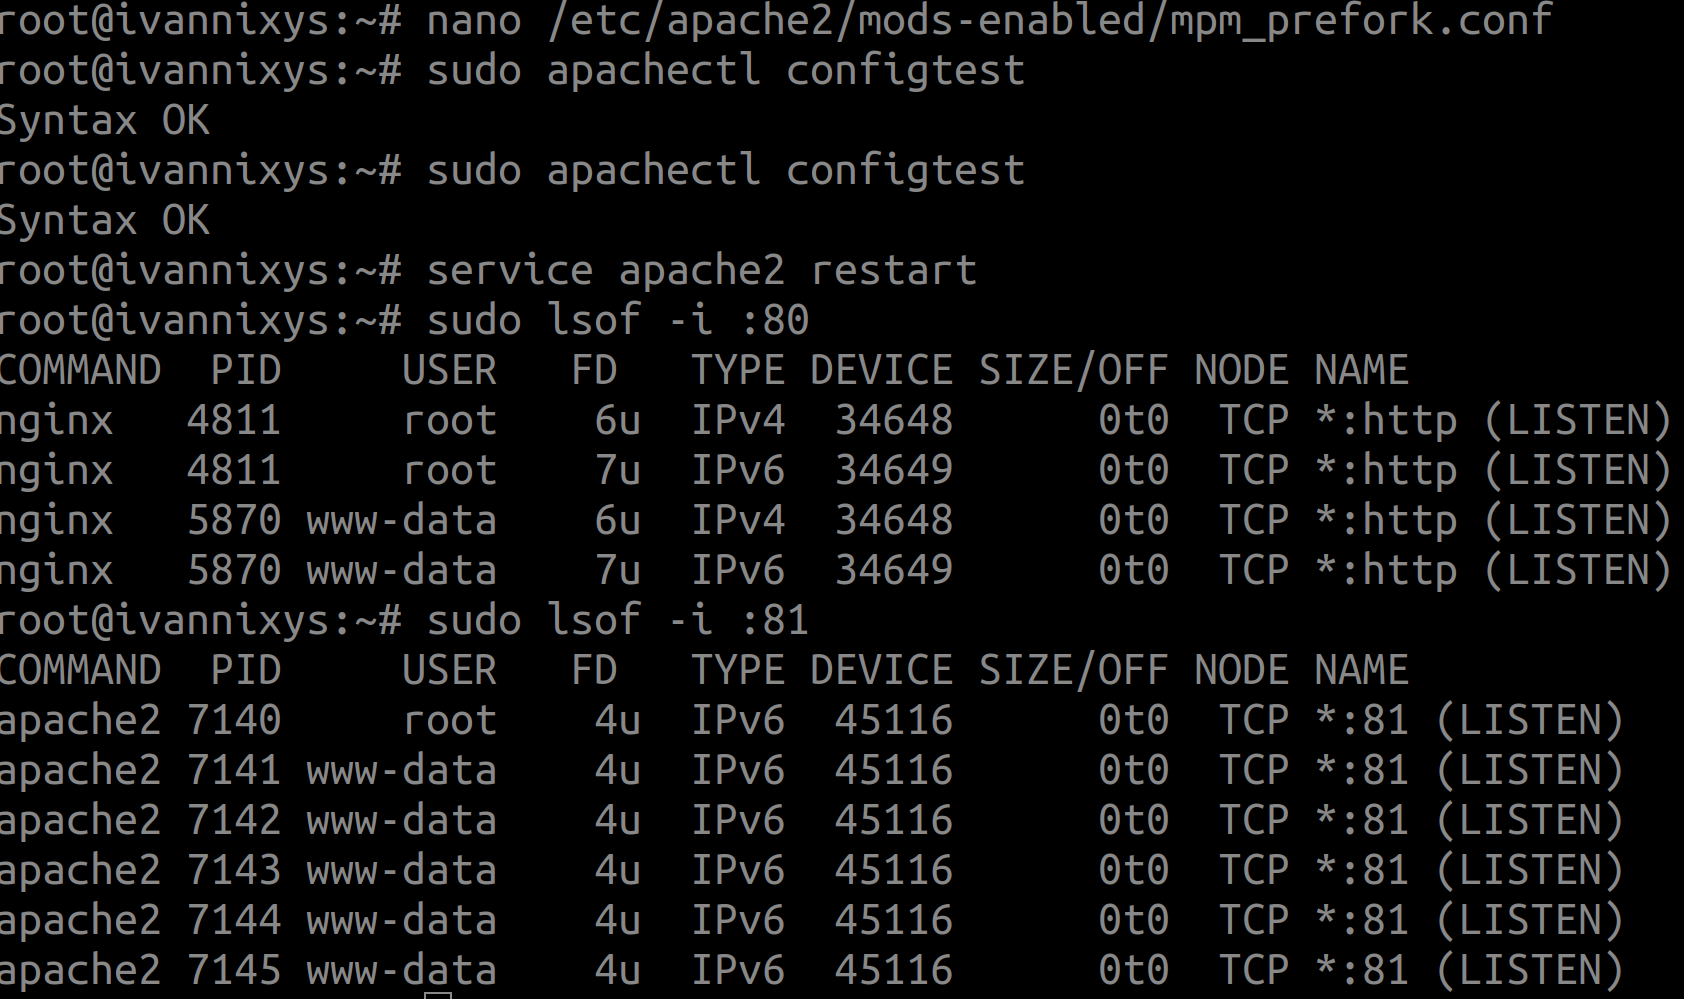 root@ivannixys:~# nano /etc/apache2/mods-enabled/mpm_prefork.conf
root@ivannixys:~# sudo apachectl configtest
Syntax OK
root@ivannixys:~# sudo apachectl configtest
Syntax OK
root@ivannixys:~# service apache2 restart
root@ivannixys:~# sudo lsof -i :80
COMMAND  PID     USER   FD   TYPE DEVICE SIZE/OFF NODE NAME
nginx   4811     root    6u  IPv4  34648      0t0  TCP *:http (LISTEN)
nginx   4811     root    7u  IPv6  34649      0t0  TCP *:http (LISTEN)
nginx   5870 www-data    6u  IPv4  34648      0t0  TCP *:http (LISTEN)
nginx   5870 www-data    7u  IPv6  34649      0t0  TCP *:http (LISTEN)
root@ivannixys:~# sudo lsof -i :81
COMMAND  PID     USER   FD   TYPE DEVICE SIZE/OFF NODE NAME
apache2 7140     root    4u  IPv6  45116      0t0  TCP *:81 (LISTEN)
apache2 7141 www-data    4u  IPv6  45116      0t0  TCP *:81 (LISTEN)
apache2 7142 www-data    4u  IPv6  45116      0t0  TCP *:81 (LISTEN)
apache2 7143 www-data    4u  IPv6  45116      0t0  TCP *:81 (LISTEN)
apache2 7144 www-data    4u  IPv6  45116      0t0  TCP *:81 (LISTEN)
apache2 7145 www-data    4u  IPv6  45116      0t0  TCP *:81 (LISTEN)